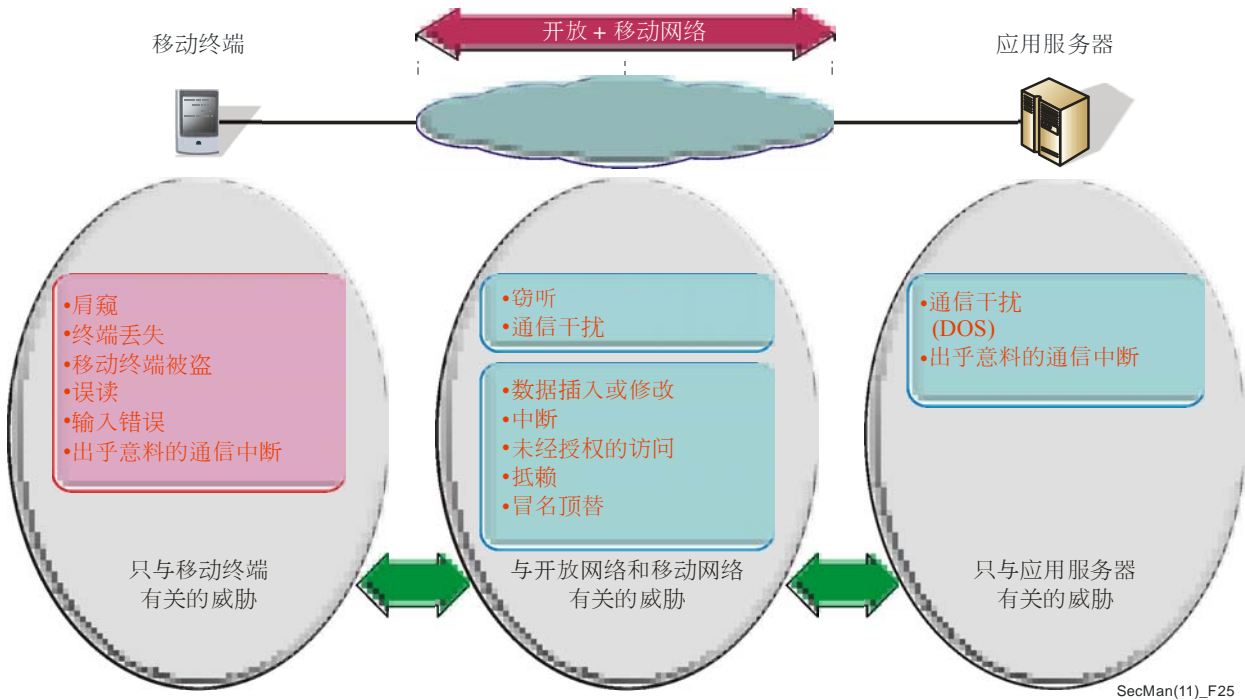 移动终端
开放 + 移动网络
应用服务器
•肩窥
•终端丢失
•移动终端被盗
•误读
•输入错误
•出乎意料的通信中断
只与移动终端
有关的威胁
•窃听
•通信干扰
•数据插入或修改
•中断
•未经授权的访问
•抵赖
•冒名顶替
与开放网络和移动网络
有关的威胁
•通信干扰
(DOS)
•出乎意料的通信中断
只与应用服务器
有关的威胁
SecMan(11)_F25